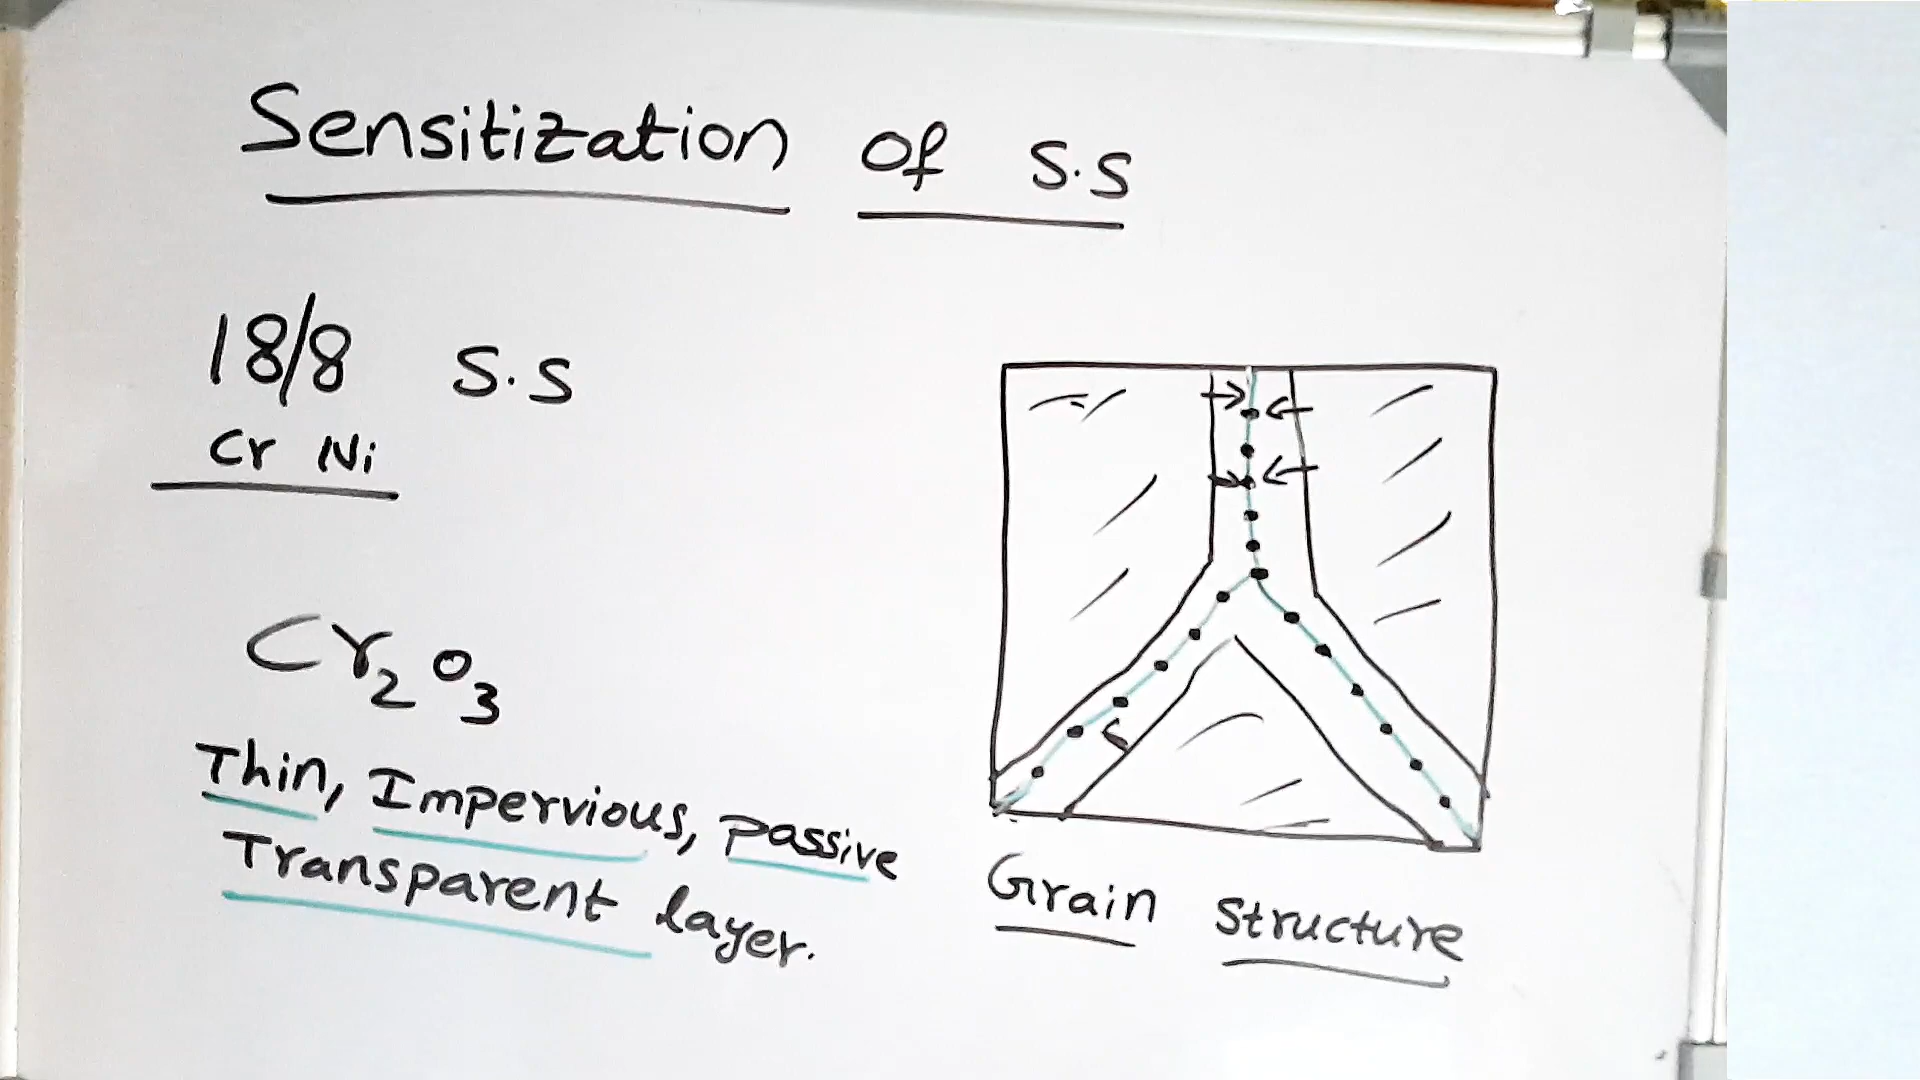 Sensitization of S.S
18/8 S.S
Cr Ni
Cr₂O₃
Thin, Impervious, passive
Transparent layer.
Grain Structure